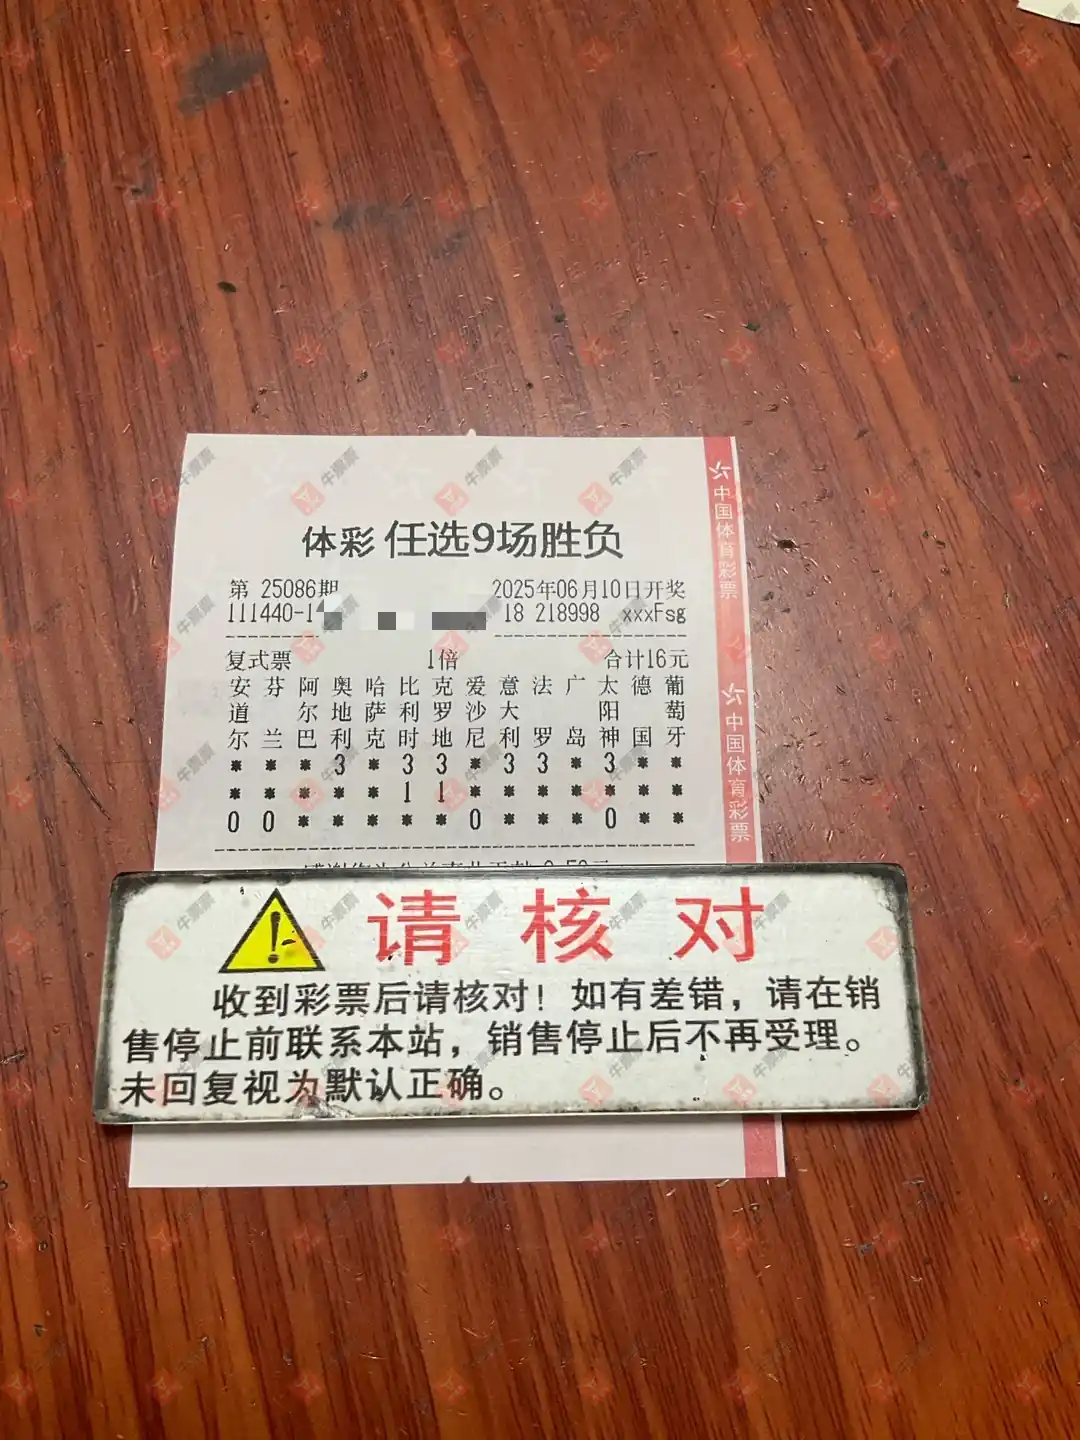 体彩 任选9场胜负
第 25086期 2025年06月10日开奖
111440-1 18 218998 xxxFsg
复式票 1倍 合计16元
安道尔 芬兰 阿尔巴 奥地利 哈萨克 比利时 克罗地 爱沙尼 意大利 法罗 广岛 太阳神 德国 葡萄牙
* * * 3 * 3 3 * 3 3 * 3 * *
* * * * * 1 1 * * * * * * *
0 0 * * * * * 0 * * * 0 * *
中国体育彩票
中国体育彩票
请核对
收到彩票后请核对！如有差错，请在销
售停止前联系本站，销售停止后不再受理。
未回复视为默认正确。
牛票票